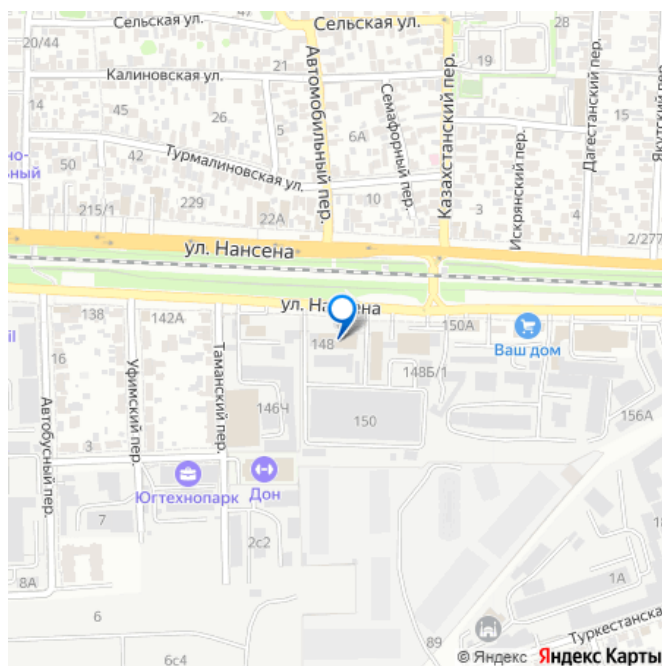 Сельская ул.
Сельская ул.
28
20/44
21
19
Калиновская ул.
Автомобильный пер.
Казахстанский пер.
Семафорный пер.
Дагестанский пер.
Якутский пер.
Искрянский пер.
14
45
26
5
6А
15
но-
ьный
50
42
Турмалиновская ул.
10
3
4
229
215/1
22А
2/277
ул. Нансена
ул. Нансена
138
142А
150А
Ваш дом
16
148
148Б/1
Уфимский пер.
Таманский пер.
Автобусный пер.
146Ч
150
156А
3
Югтехнопарк
Дон
7
2с2
8А
1А
6
89
Туркестанска
6с4
© Яндекс Яндекс Карты